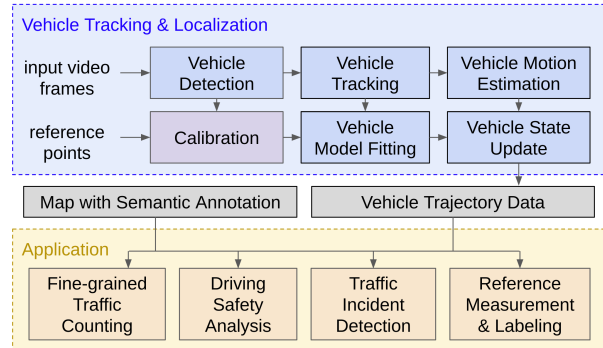 Vehicle Tracking & Localization
input video
frames
Vehicle
Detection
Vehicle
Tracking
Vehicle Motion
Estimation
reference
points
Calibration
Vehicle
Model Fitting
Vehicle State
Update
Map with Semantic Annotation
Vehicle Trajectory Data
Application
Fine-grained
Traffic
Counting
Driving
Safety
Analysis
Traffic
Incident
Detection
Reference
Measurement
& Labeling